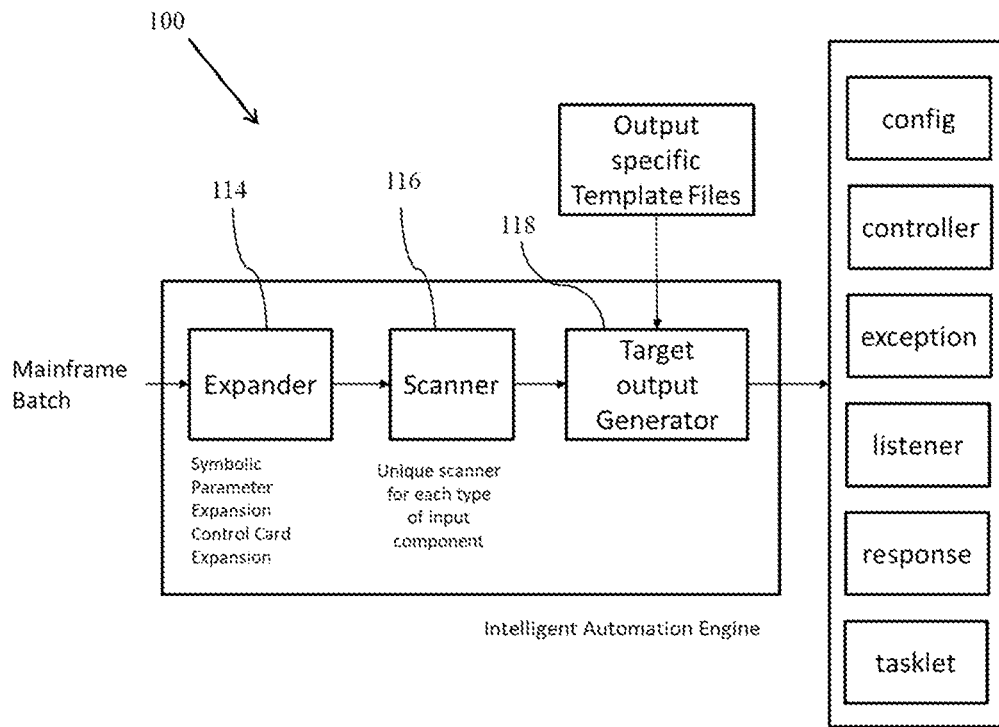 100
Output
specific
Template Files
114
116
118
Mainframe
Batch
Expander
Scanner
Target
output
Generator
Symbolic
Parameter
Expansion
Control Card
Expansion
Unique scanner
for each type
of input
component
Intelligent Automation Engine
config
controller
exception
listener
response
tasklet